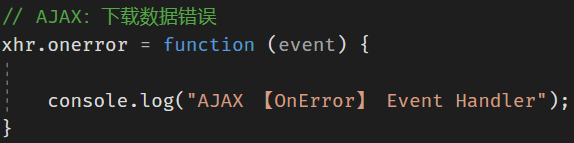 // AJAX：下载数据错误
xhr.onerror = function (event) {
console.log("AJAX 【OnError】 Event Handler");
}